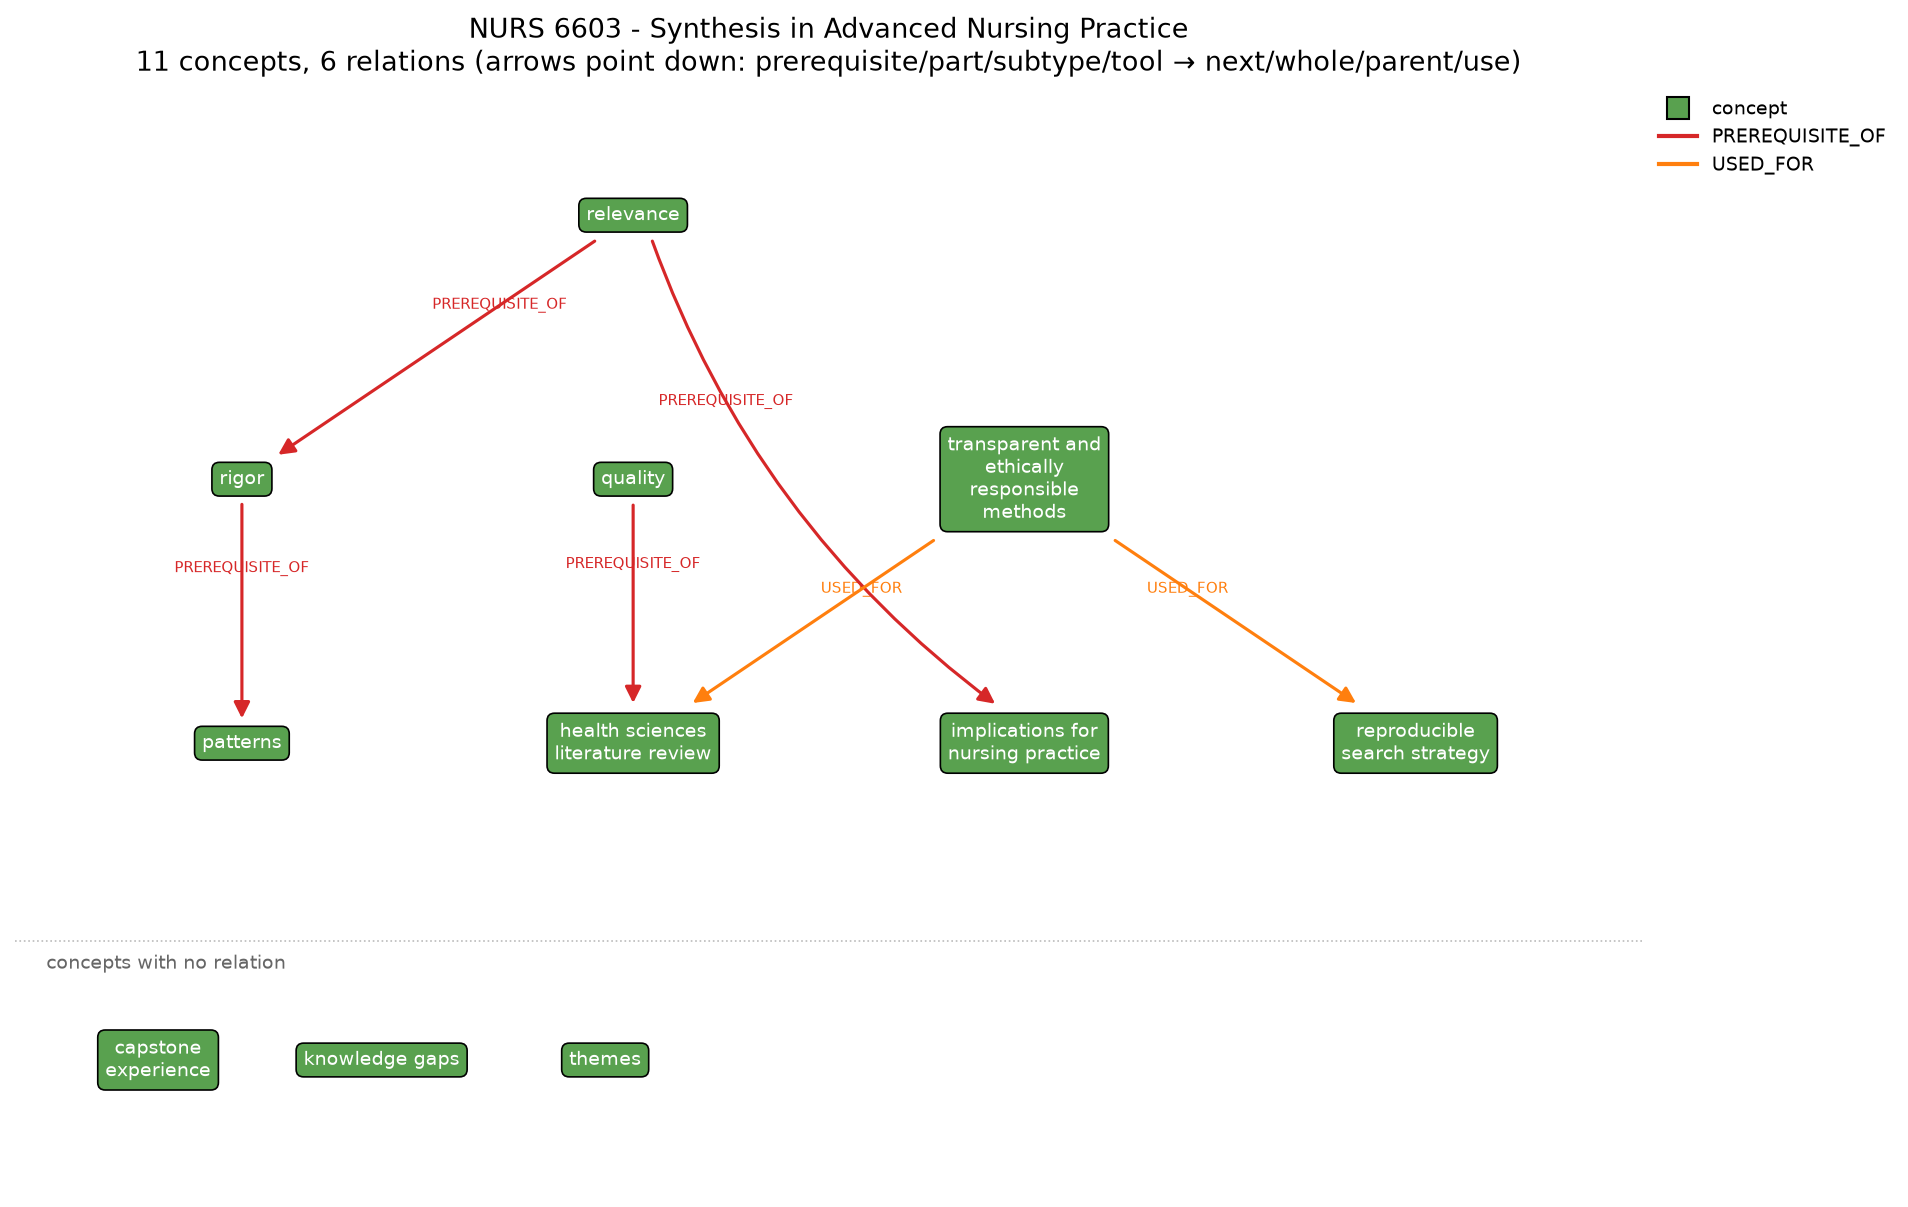 NURS 6603 - Synthesis in Advanced Nursing Practice
11 concepts, 6 relations (arrows point down: prerequisite/part/subtype/tool → next/whole/parent/use)
concept
PREREQUISITE_OF
USED_FOR
relevance
PREREQUISITE_OF
PREREQUISITE_OF
rigor
quality
transparent and
ethically
responsible
methods
PREREQUISITE_OF
PREREQUISITE_OF
USED_FOR
USED_FOR
patterns
health sciences
literature review
implications for
nursing practice
reproducible
search strategy
concepts with no relation
capstone
experience
knowledge gaps
themes